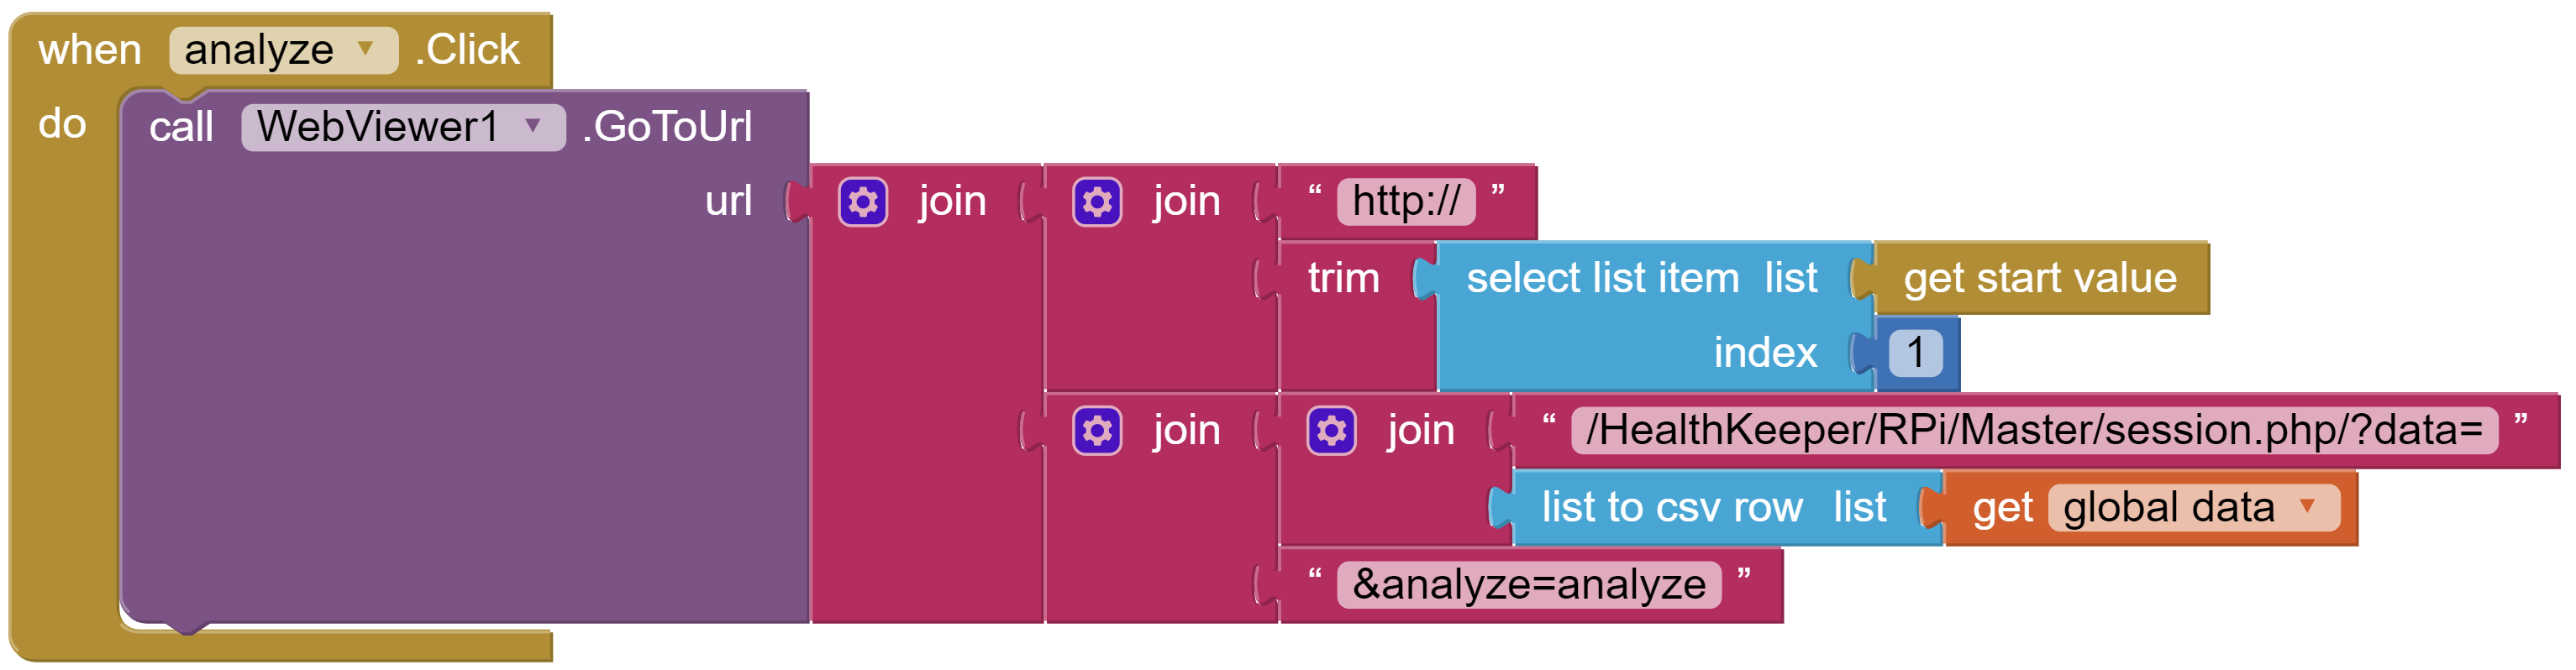 when analyze .Click
do call WebViewer1 .GoToUrl
url join join “ http:// ”
trim select list item list get start value
index 1
join join “ /HealthKeeper/RPi/Master/session.php/?data= ”
list to csv row list get global data
“ &analyze=analyze ”